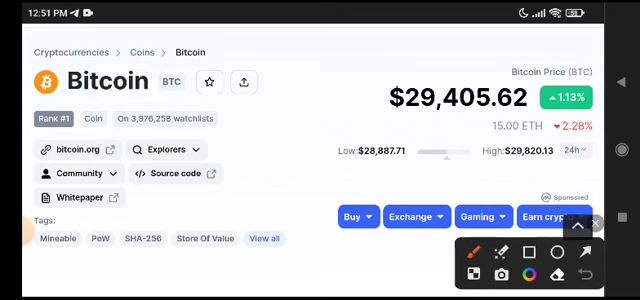 12:51 PM
58
Cryptocurrencies > Coins > Bitcoin
Bitcoin BTC
Bitcoin Price (BTC)
$29,405.62 1.13%
15.00 ETH 2.28%
Rank #1 Coin On 3,976,258 watchlists
Low:$28,887.71 High:$29,820.13 24h
bitcoin.org Explorers
Community Source code
Whitepaper
Sponsored
Buy Exchange Gaming Earn crypto
Tags:
Mineable PoW SHA-256 Store Of Value View all